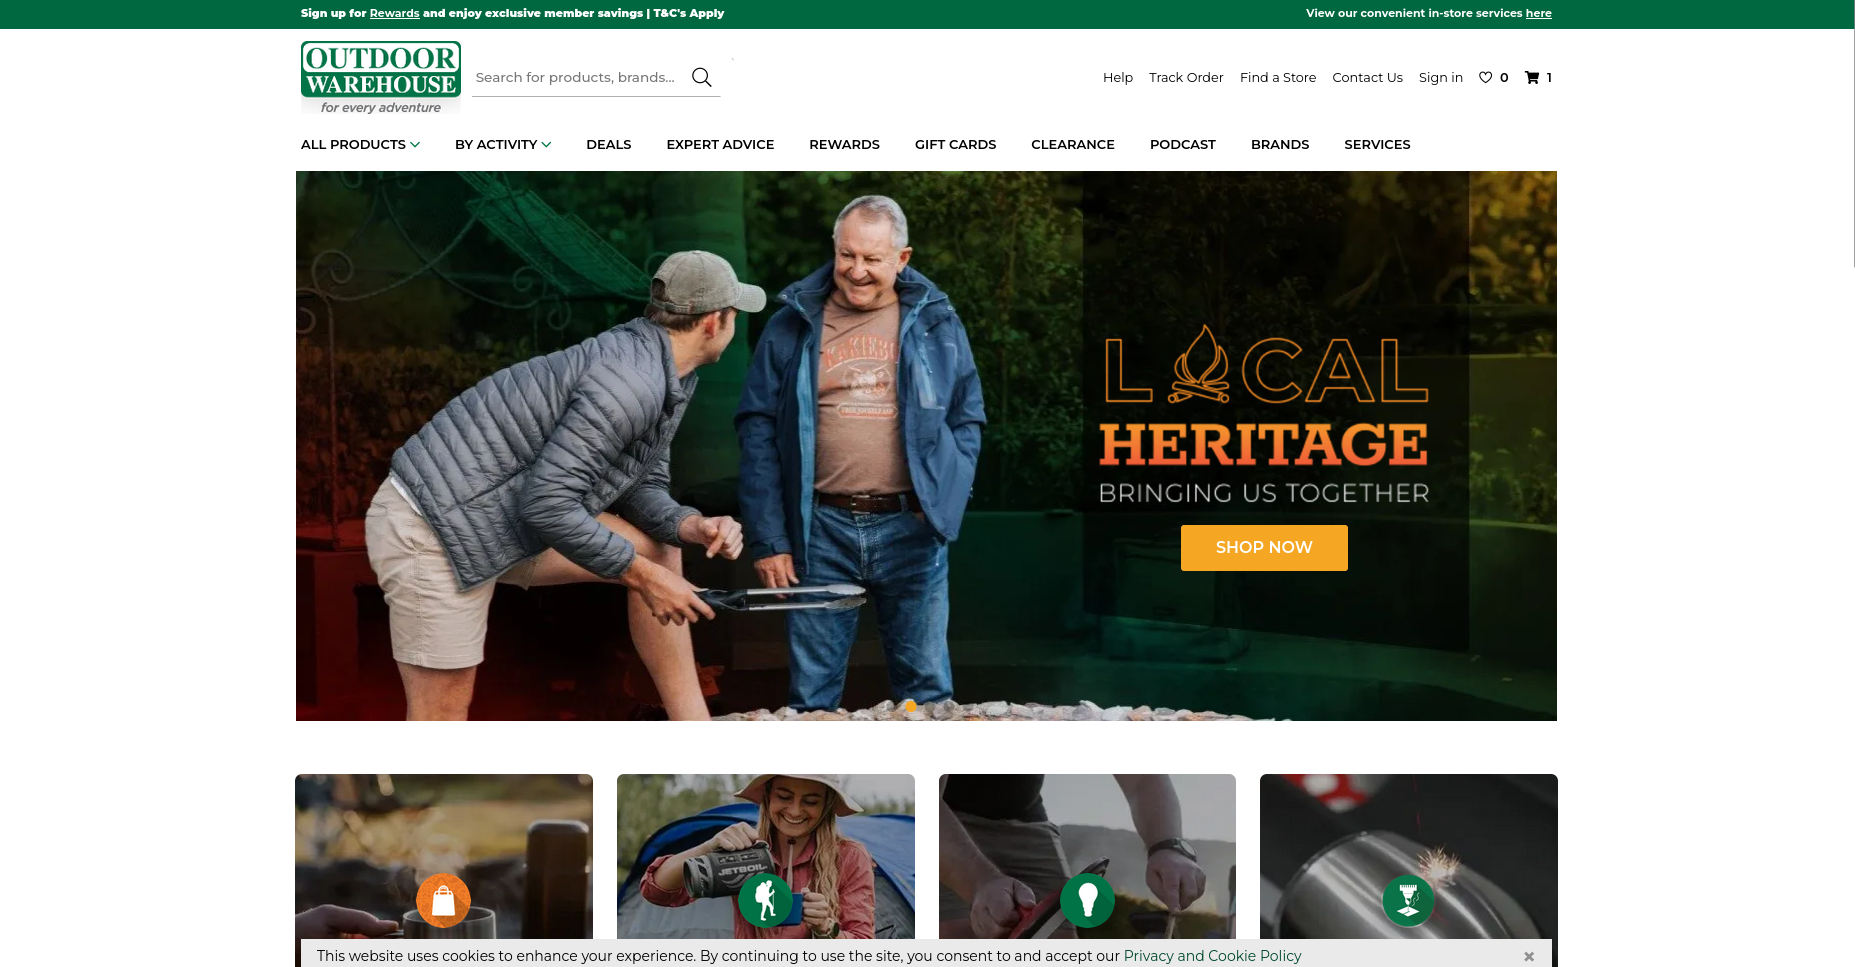 Sign up for Rewards and enjoy exclusive member savings | T&C's Apply
View our convenient in-store services here
OUTDOOR
WAREHOUSE
for every adventure
Search for products, brands...
Help Track Order Find a Store Contact Us Sign in 0 1
ALL PRODUCTS BY ACTIVITY DEALS EXPERT ADVICE REWARDS GIFT CARDS CLEARANCE PODCAST BRANDS SERVICES
LOCAL
HERITAGE
BRINGING US TOGETHER
SHOP NOW
JETBOIL
This website uses cookies to enhance your experience. By continuing to use the site, you consent to and accept our Privacy and Cookie Policy